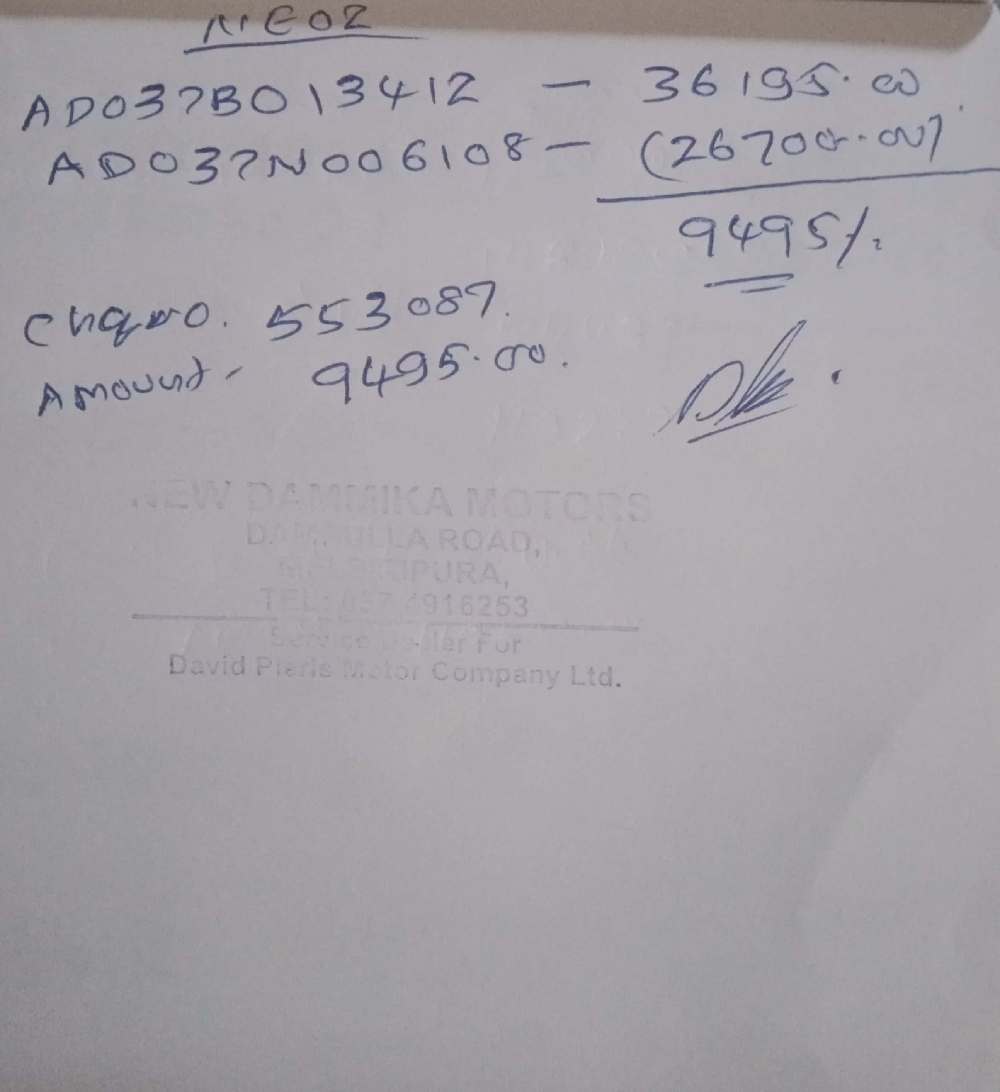 ME02
AD037B013412 - 36195.00
AD037N006108 - (26700.00)
9495/-
Chq no. 553087.
Amount - 9495.00.
NEW DAMMIKA MOTORS
DAMBULLA ROAD,
TEL: 037 4916253
Service Dealer For
David Pieris Motor Company Ltd.